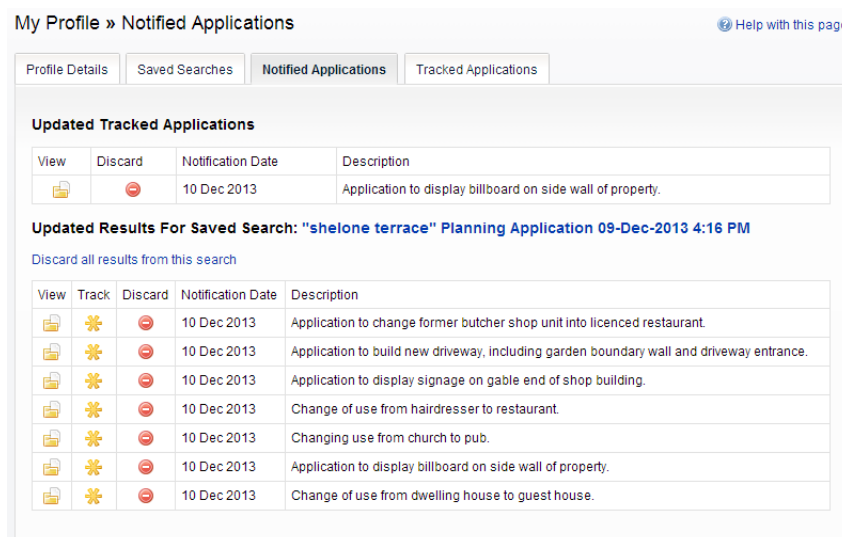 My Profile » Notified Applications
Help with this page
Profile Details Saved Searches Notified Applications Tracked Applications
Updated Tracked Applications
View Discard Notification Date Description
10 Dec 2013 Application to display billboard on side wall of property.
Updated Results For Saved Search: "shelone terrace" Planning Application 09-Dec-2013 4:16 PM
Discard all results from this search
View Track Discard Notification Date Description
10 Dec 2013 Application to change former butcher shop unit into licenced restaurant.
10 Dec 2013 Application to build new driveway, including garden boundary wall and driveway entrance.
10 Dec 2013 Application to display signage on gable end of shop building.
10 Dec 2013 Change of use from hairdresser to restaurant.
10 Dec 2013 Changing use from church to pub.
10 Dec 2013 Application to display billboard on side wall of property.
10 Dec 2013 Change of use from dwelling house to guest house.